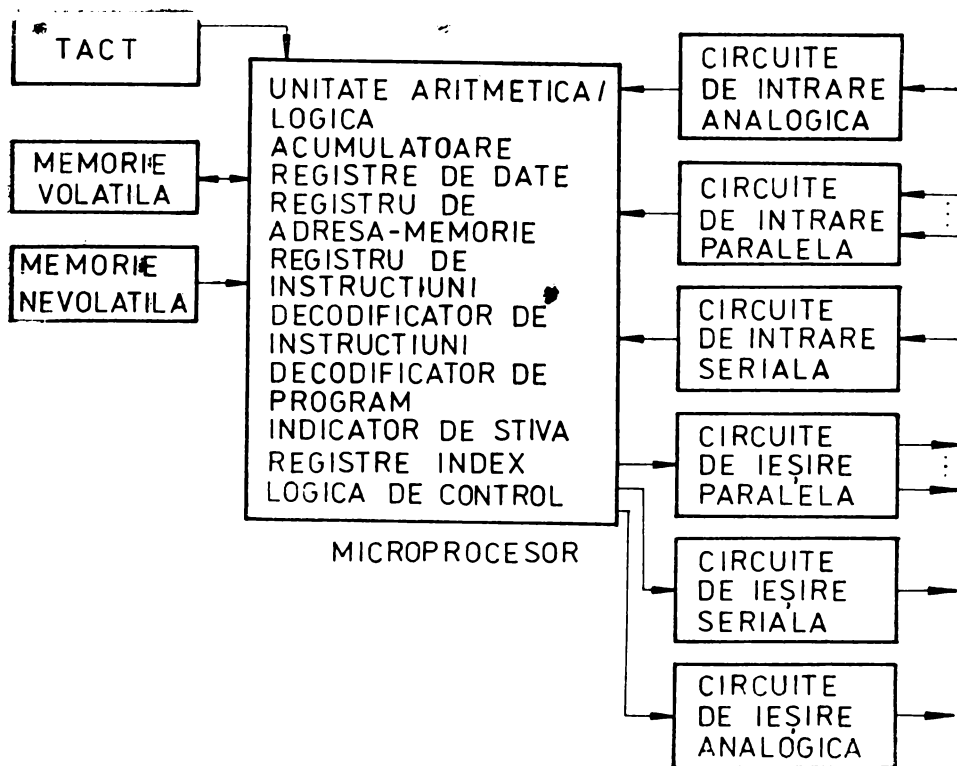 TACT
MEMORIE
VOLATILA
MEMORIE
NEVOLATILA
UNITATE ARITMETICA/
LOGICA
ACUMULATOARE
REGISTRE DE DATE
REGISTRU DE
ADRESA-MEMORIE
REGISTRU DE
INSTRUCTIUNI
DECODIFICATOR DE
INSTRUCTIUNI
DECODIFICATOR DE
PROGRAM
INDICATOR DE STIVA
REGISTRE INDEX
LOGICA DE CONTROL
MICROPROCESOR
CIRCUITE
DE INTRARE
ANALOGICA
CIRCUITE
DE INTRARE
PARALELA
CIRCUITE
DE INTRARE
SERIALA
CIRCUITE
DE IEȘIRE
PARALELA
CIRCUITE
DE IEȘIRE
SERIALA
CIRCUITE
DE IEȘIRE
ANALOGICA